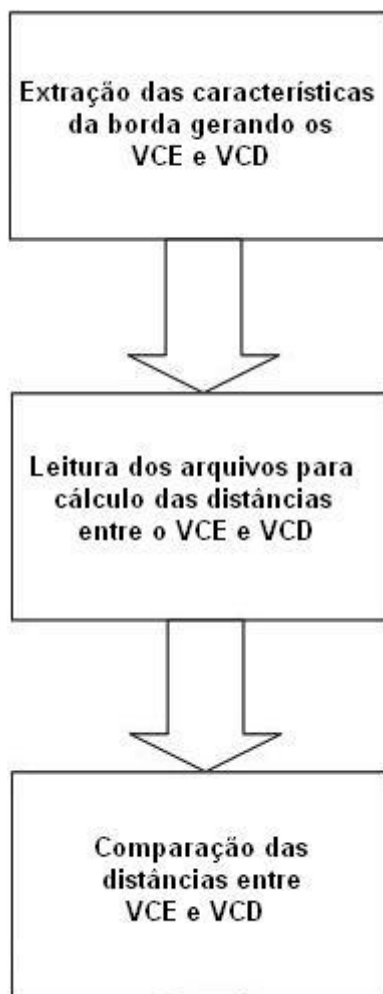 Extração das características
da borda gerando os
VCE e VCD
Leitura dos arquivos para
cálculo das distâncias
entre o VCE e VCD
Comparação das
distâncias entre
VCE e VCD